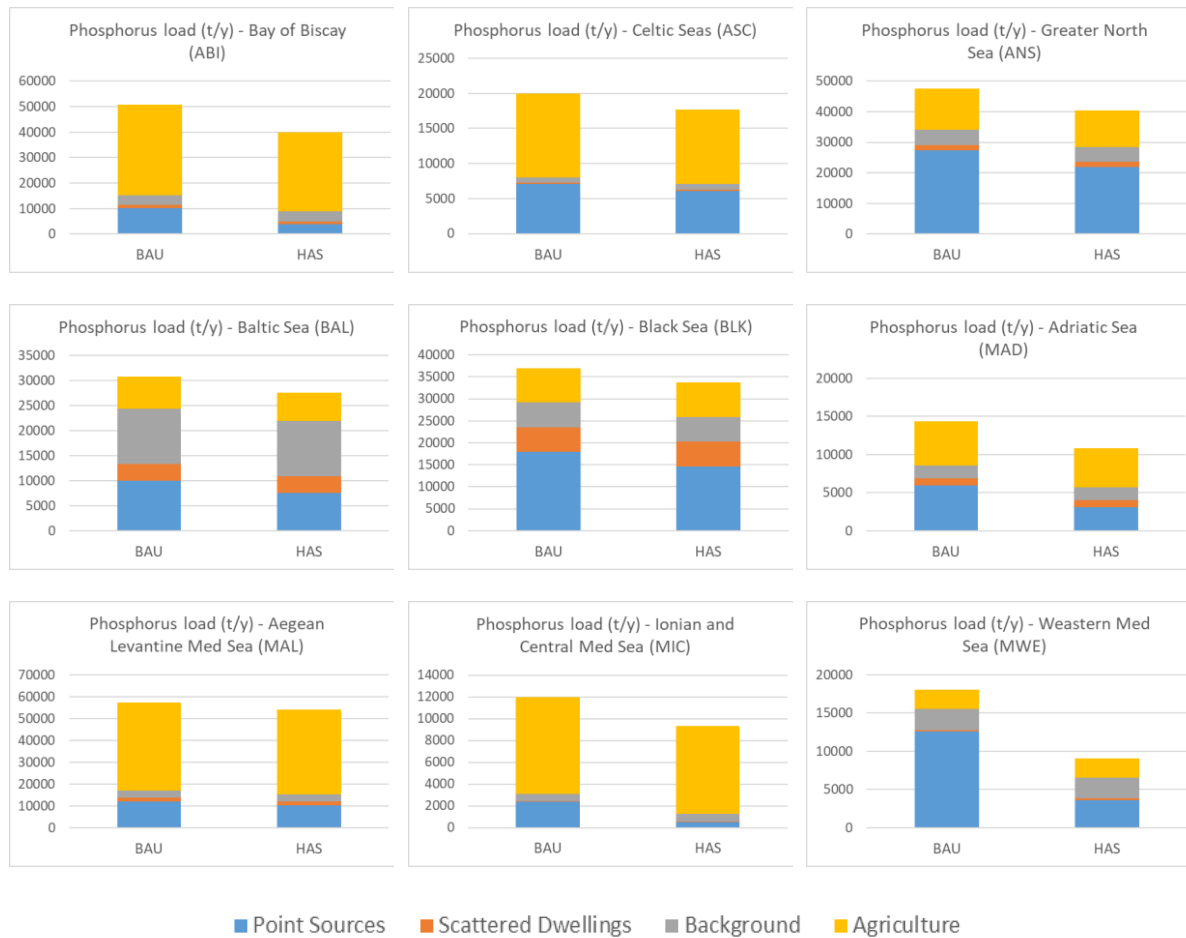 Phosphorus load (t/y) - Bay of Biscay
(ABI)
60000
50000
40000
30000
20000
10000
0
BAU HAS
Phosphorus load (t/y) - Celtic Seas (ASC)
25000
20000
15000
10000
5000
0
BAU HAS
Phosphorus load (t/y) - Greater North
Sea (ANS)
50000
40000
30000
20000
10000
0
BAU HAS
Phosphorus load (t/y) - Baltic Sea (BAL)
35000
30000
25000
20000
15000
10000
5000
0
BAU HAS
Phosphorus load (t/y) - Black Sea (BLK)
40000
35000
30000
25000
20000
15000
10000
5000
0
BAU HAS
Phosphorus load (t/y) - Adriatic Sea
(MAD)
20000
15000
10000
5000
0
BAU HAS
Phosphorus load (t/y) - Aegean
Levantine Med Sea (MAL)
70000
60000
50000
40000
30000
20000
10000
0
BAU HAS
Phosphorus load (t/y) - Ionian and
Central Med Sea (MIC)
14000
12000
10000
8000
6000
4000
2000
0
BAU HAS
Phosphorus load (t/y) - Weastern Med
Sea (MWE)
20000
15000
10000
5000
0
BAU HAS
Point Sources Scattered Dwellings Background Agriculture